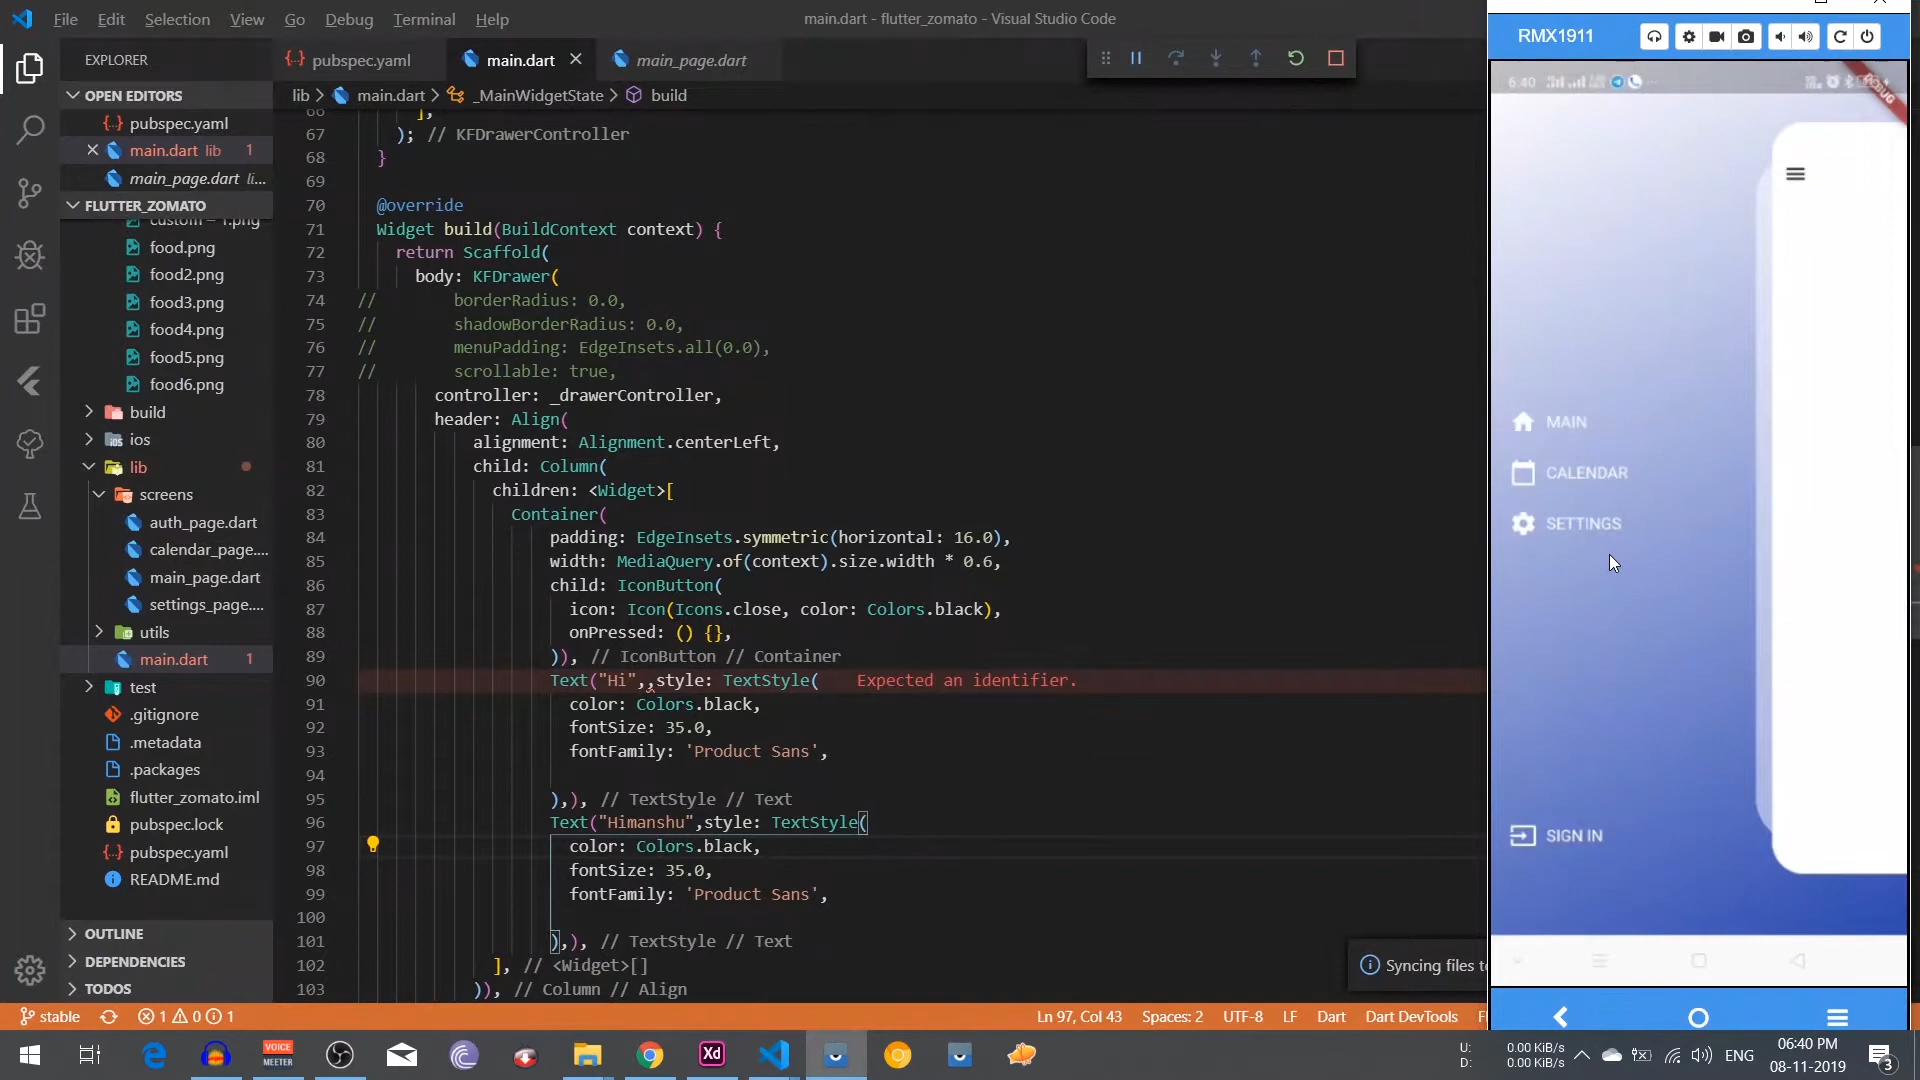 File Edit Selection View Go Debug Terminal Help
main.dart - flutter_zomato - Visual Studio Code
RMX1911
EXPLORER
pubspec.yaml
main.dart
main_page.dart
OPEN EDITORS
pubspec.yaml
main.dart lib 1
main_page.dart li...
FLUTTER_ZOMATO
custom – 1.png
food.png
food2.png
food3.png
food4.png
food5.png
food6.png
build
ios
lib
screens
auth_page.dart
calendar_page....
main_page.dart
settings_page....
utils
main.dart 1
test
.gitignore
.metadata
.packages
flutter_zomato.iml
pubspec.lock
pubspec.yaml
README.md
OUTLINE
DEPENDENCIES
TODOS
lib > main.dart > _MainWidgetState > build
66 ],
67 ); // KFDrawerController
68 }
69
70 @override
71 Widget build(BuildContext context) {
72 return Scaffold(
73 body: KFDrawer(
74 // borderRadius: 0.0,
75 // shadowBorderRadius: 0.0,
76 // menuPadding: EdgeInsets.all(0.0),
77 // scrollable: true,
78 controller: _drawerController,
79 header: Align(
80 alignment: Alignment.centerLeft,
81 child: Column(
82 children: <Widget>[
83 Container(
84 padding: EdgeInsets.symmetric(horizontal: 16.0),
85 width: MediaQuery.of(context).size.width * 0.6,
86 child: IconButton(
87 icon: Icon(Icons.close, color: Colors.black),
88 onPressed: () {},
89 )), // IconButton // Container
90 Text("Hi",,style: TextStyle( Expected an identifier.
91 color: Colors.black,
92 fontSize: 35.0,
93 fontFamily: 'Product Sans',
94
95 ),), // TextStyle // Text
96 Text("Himanshu",style: TextStyle(
97 color: Colors.black,
98 fontSize: 35.0,
99 fontFamily: 'Product Sans',
100
101 ),), // TextStyle // Text
102 ], // <Widget>[]
103 )), // Column // Align
Syncing files to
6:40
DEBUG
MAIN
CALENDAR
SETTINGS
SIGN IN
stable 1 0 1
Ln 97, Col 43 Spaces: 2 UTF-8 LF Dart Dart DevTools
VOICE
MEETER
Xd
U: 0.00 KiB/s
D: 0.00 KiB/s
ENG
06:40 PM
08-11-2019
3